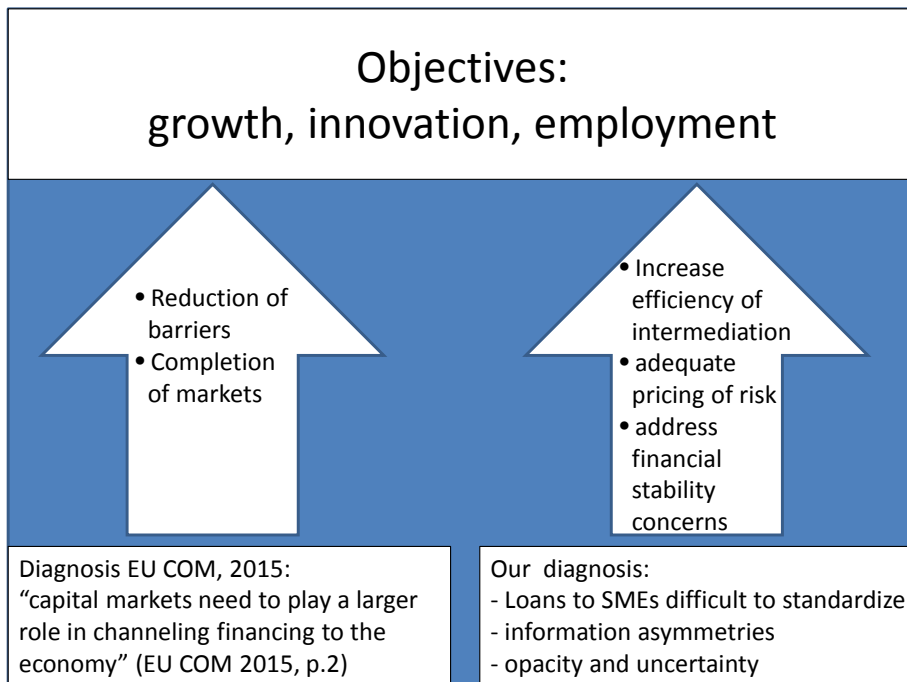 Objectives:
growth, innovation, employment
• Reduction of
barriers
• Completion
of markets
• Increase
efficiency of
intermediation
• adequate
pricing of risk
• address
financial
stability
concerns
Diagnosis EU COM, 2015:
“capital markets need to play a larger
role in channeling financing to the
economy” (EU COM 2015, p.2)
Our diagnosis:
- Loans to SMEs difficult to standardize
- information asymmetries
- opacity and uncertainty